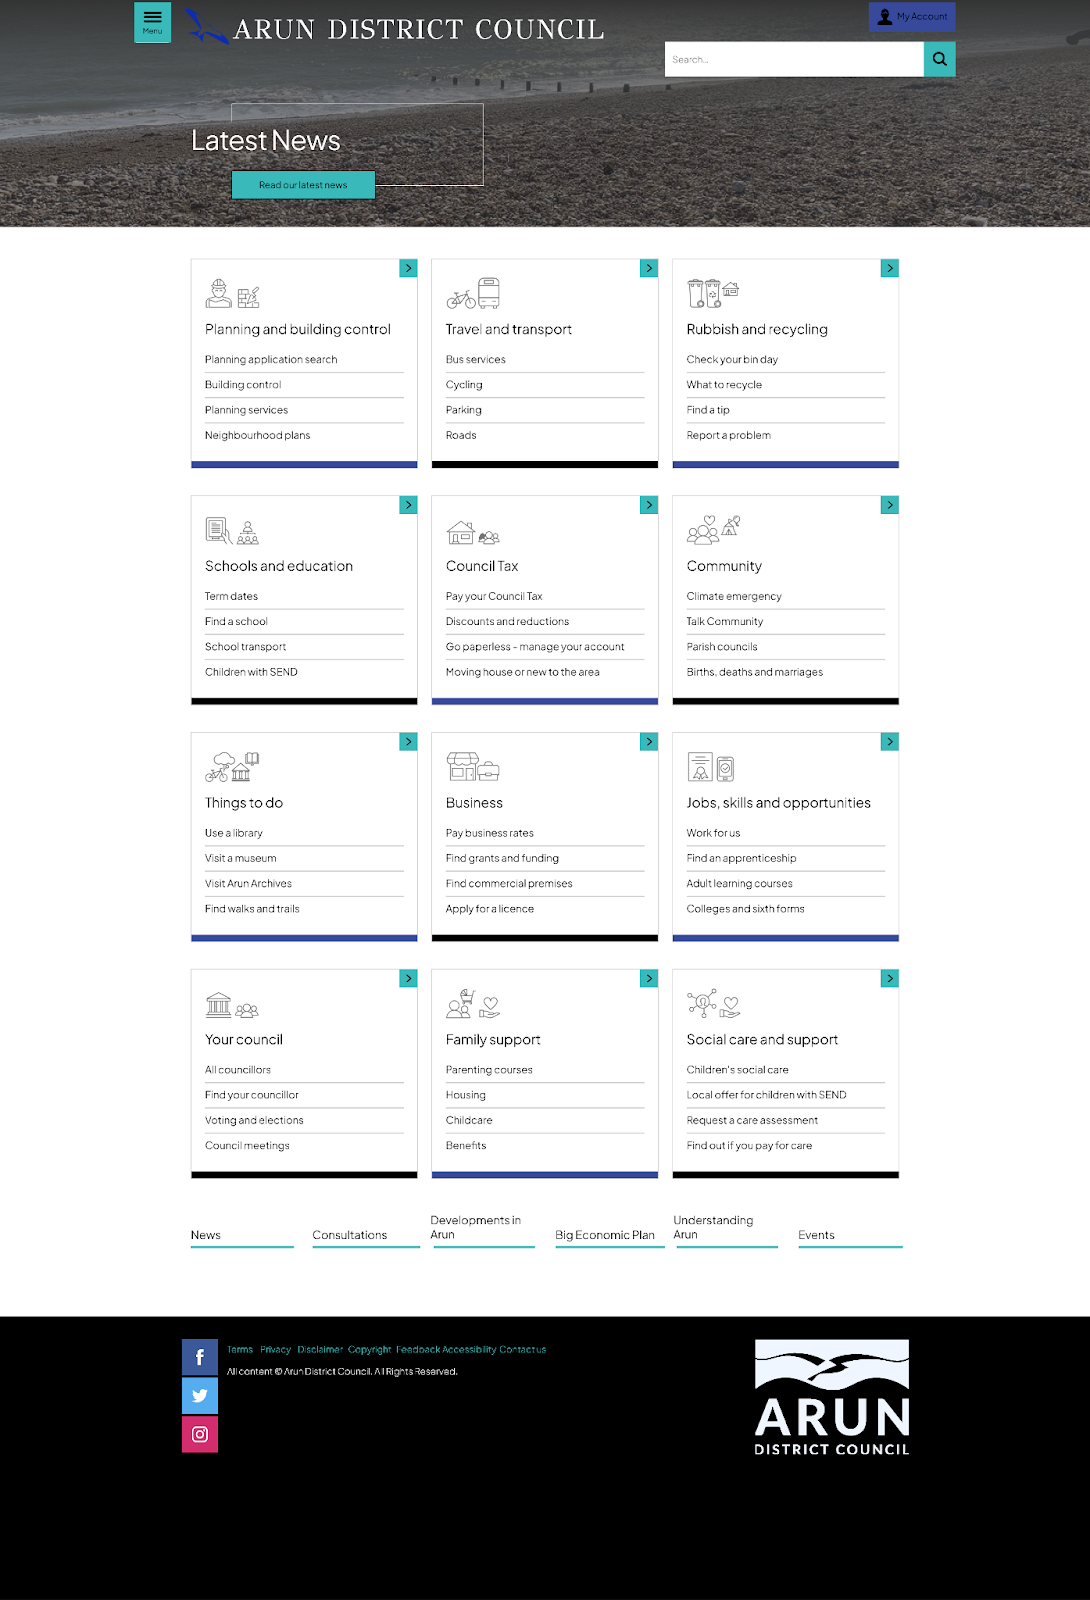 Menu
ARUN DISTRICT COUNCIL
My Account
Search...
Latest News
Read our latest news
Planning and building control
Planning application search
Building control
Planning services
Neighbourhood plans
Travel and transport
Bus services
Cycling
Parking
Roads
Rubbish and recycling
Check your bin day
What to recycle
Find a tip
Report a problem
Schools and education
Term dates
Find a school
School transport
Children with SEND
Council Tax
Pay your Council Tax
Discounts and reductions
Go paperless - manage your account
Moving house or new to the area
Community
Climate emergency
Talk Community
Parish councils
Births, deaths and marriages
Things to do
Use a library
Visit a museum
Visit Arun Archives
Find walks and trails
Business
Pay business rates
Find grants and funding
Find commercial premises
Apply for a licence
Jobs, skills and opportunities
Work for us
Find an apprenticeship
Adult learning courses
Colleges and sixth forms
Your council
All councillors
Find your councillor
Voting and elections
Council meetings
Family support
Parenting courses
Housing
Childcare
Benefits
Social care and support
Children's social care
Local offer for children with SEND
Request a care assessment
Find out if you pay for care
News
Consultations
Developments in
Arun
Big Economic Plan
Understanding
Arun
Events
Terms Privacy Disclaimer Copyright Feedback Accessibility Contact us
All content © Arun District Council. All Rights Reserved.
ARUN
DISTRICT COUNCIL